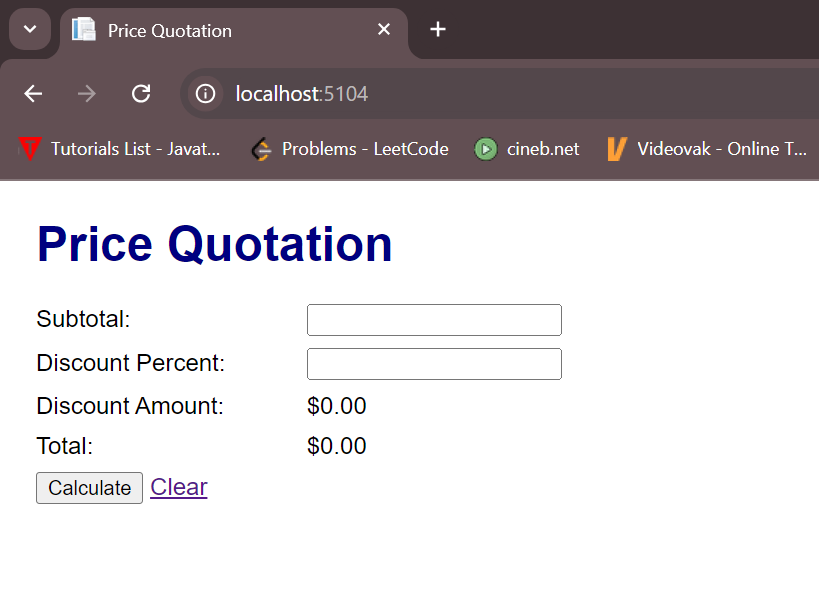 Price Quotation
localhost:5104
Tutorials List - Javat... Problems - LeetCode cineb.net Videovak - Online T...
Price Quotation
Subtotal:
Discount Percent:
Discount Amount: $0.00
Total: $0.00
Calculate Clear